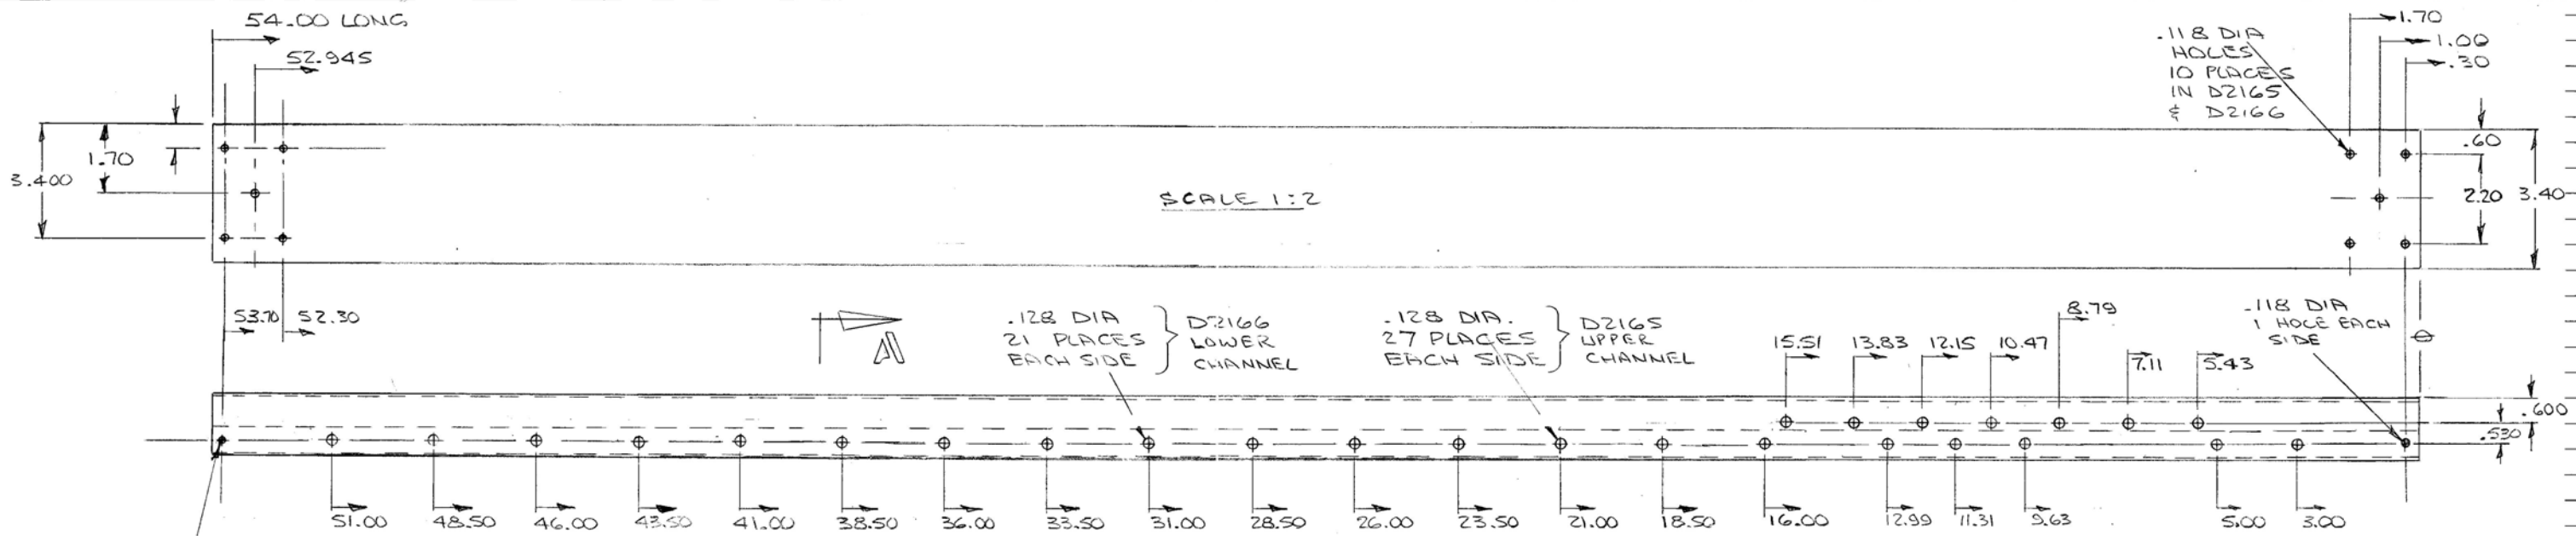 54.00 LONG
52.945
1.70
3.400
53.70
52.30
SCALE 1:2
.118 DIA
HOLES
10 PLACES
IN D2165
& D2166
1.70
1.00
.30
.60
2.20
3.40
.128 DIA
21 PLACES
EACH SIDE
D2166
LOWER
CHANNEL
.128 DIA.
27 PLACES
EACH SIDE
D2165
UPPER
CHANNEL
A
15.51
13.83
12.15
10.47
8.79
7.11
5.43
.118 DIA
1 HOLE EACH
SIDE
.600
.530
51.00
48.50
46.00
43.50
41.00
38.50
36.00
33.50
31.00
28.50
26.00
23.50
21.00
18.50
16.00
12.99
11.31
9.63
5.00
3.00